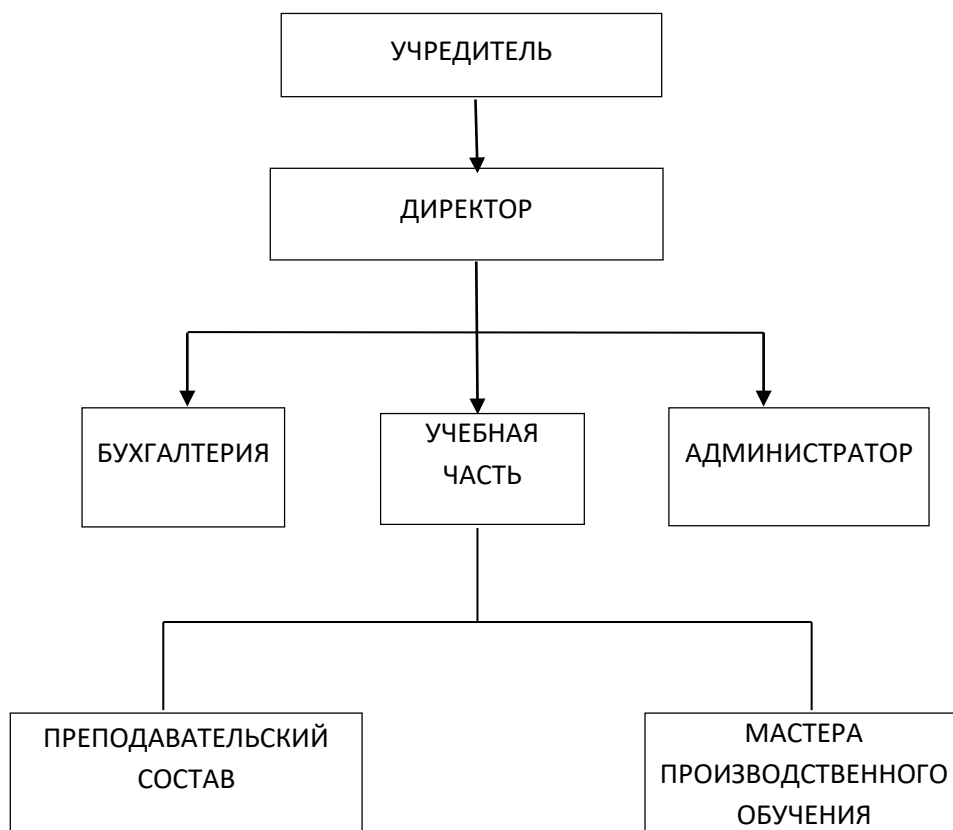 УЧРЕДИТЕЛЬ
ДИРЕКТОР
БУХГАЛТЕРИЯ
УЧЕБНАЯ
ЧАСТЬ
АДМИНИСТРАТОР
ПРЕПОДАВАТЕЛЬСКИЙ
СОСТАВ
МАСТЕРА
ПРОИЗВОДСТВЕННОГО
ОБУЧЕНИЯ